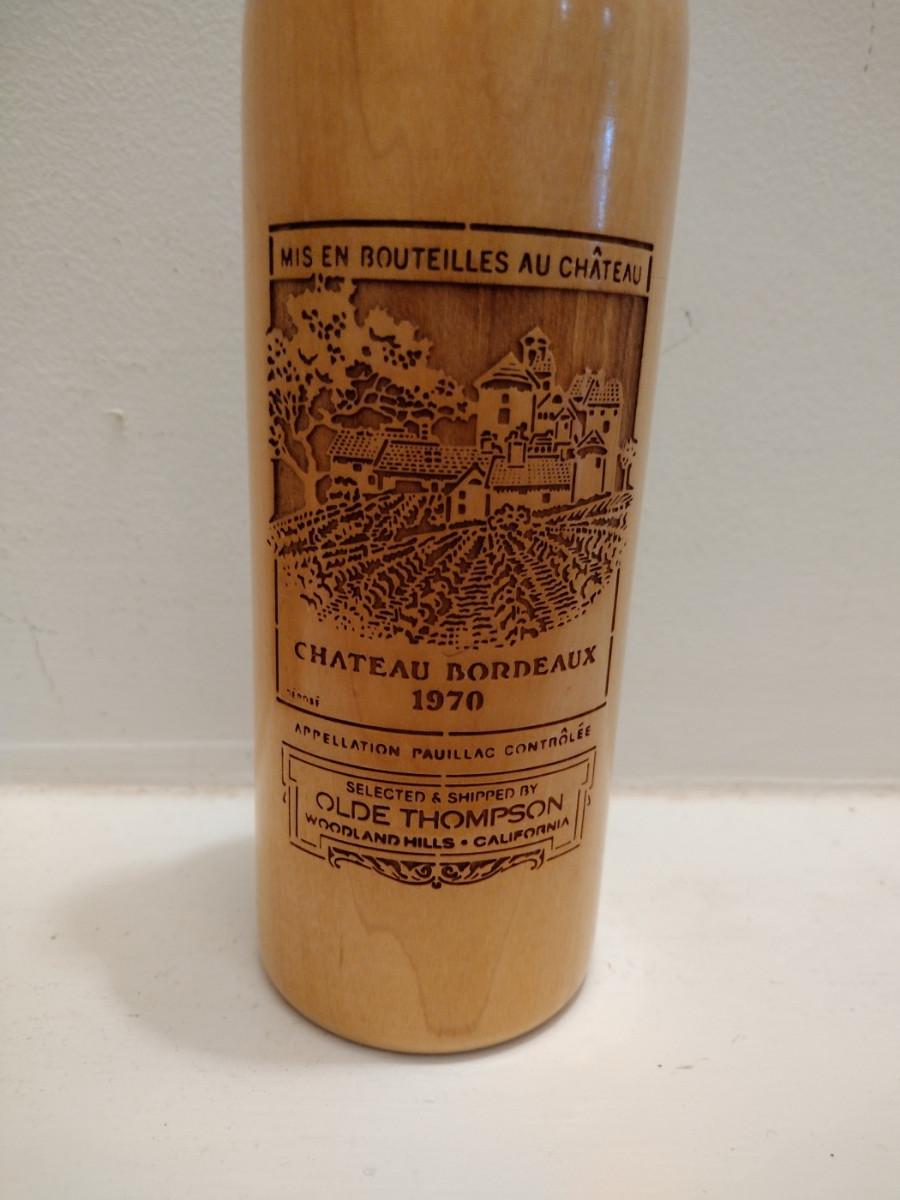 MIS EN BOUTEILLES AU CHÂTEAU
CHATEAU BORDEAUX
1970
DÉPOSÉ
APPELLATION PAUILLAC CONTRÔLÉE
SELECTED & SHIPPED BY
OLDE THOMPSON
WOODLAND HILLS • CALIFORNIA